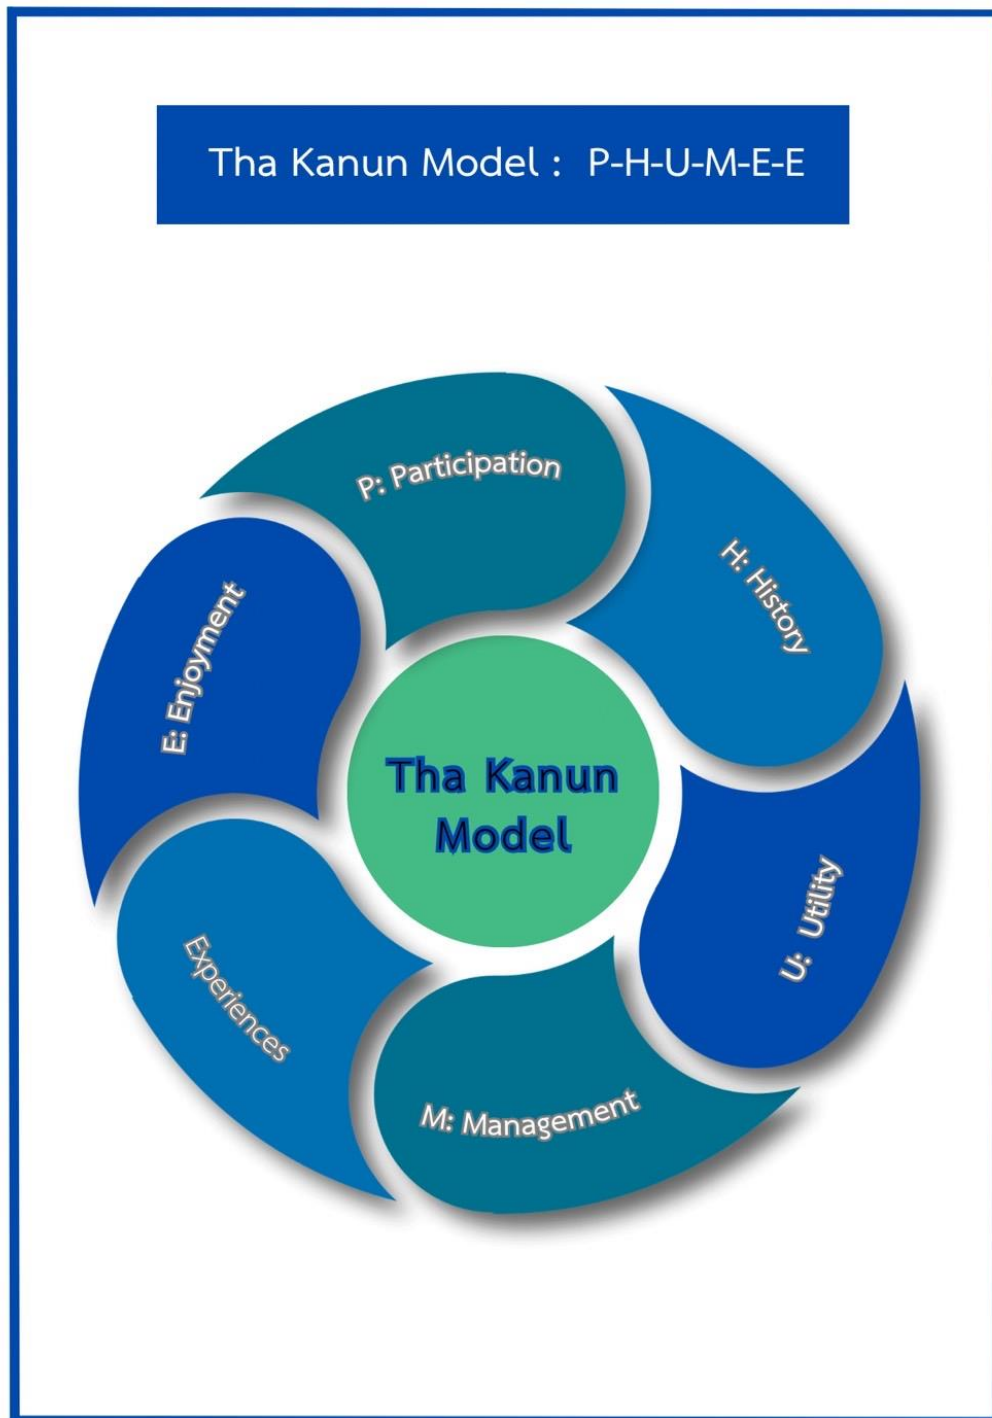 Tha Kanun Model :  P-H-U-M-E-E
P: Participation
H: History
U:  Utility
M: Management
Experiences
E: Enjoyment
Tha Kanun
Model